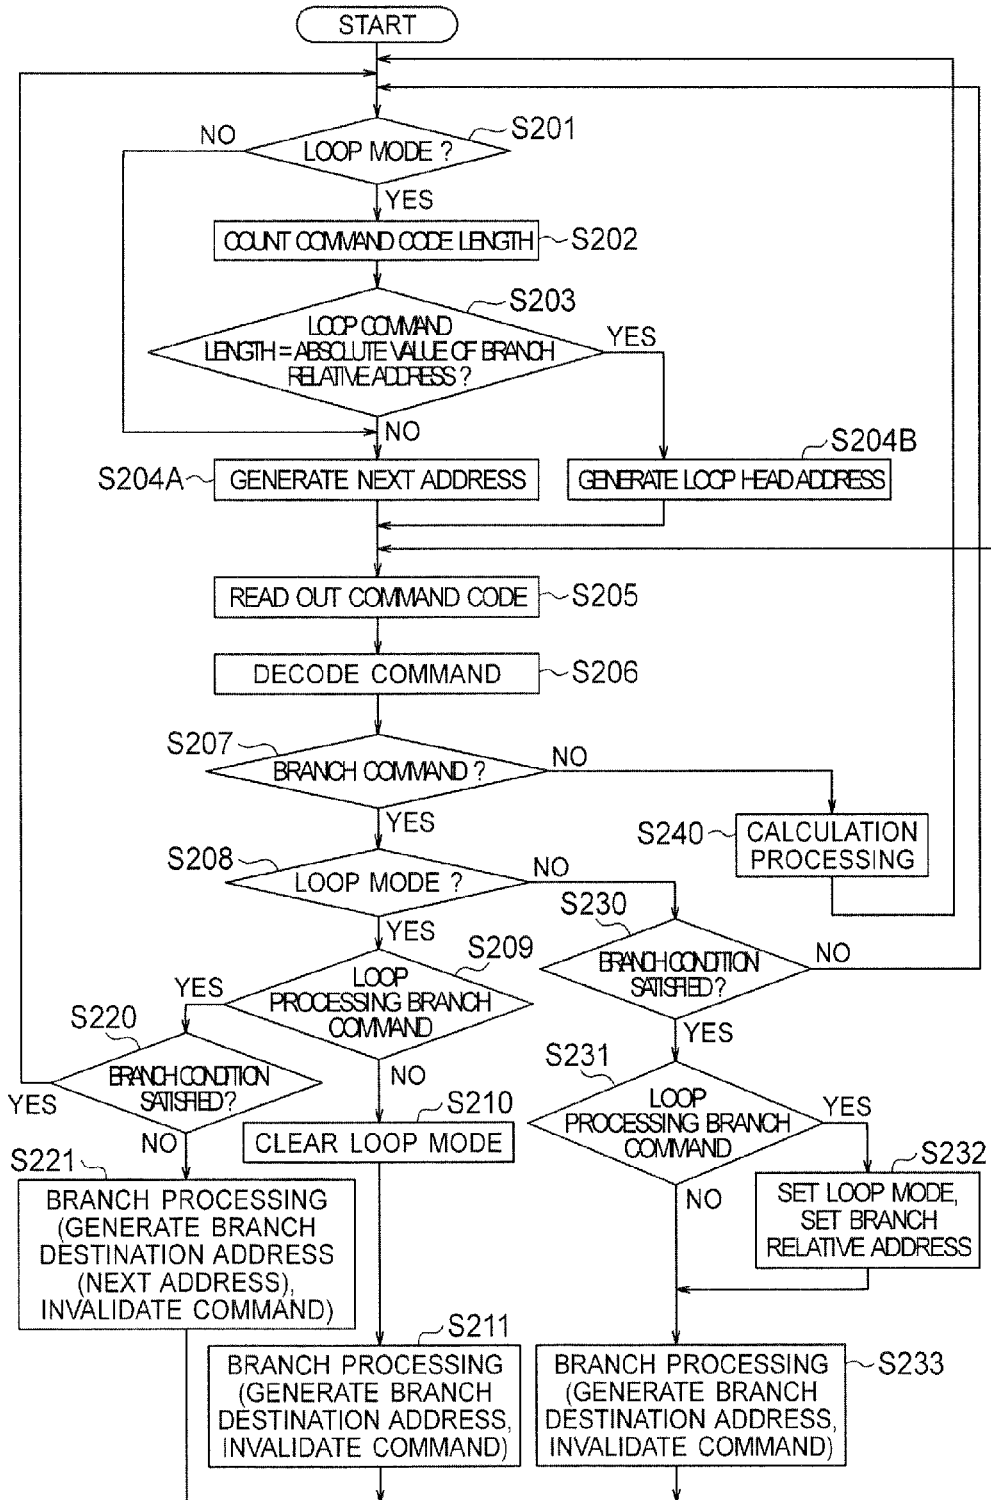 START
S201
NO
LOOP MODE ?
YES
COUNT COMMAND CODE LENGTH
S202
S203
LOOP COMMAND
LENGTH = ABSOLUTE VALUE OF BRANCH
RELATIVE ADDRESS ?
YES
NO
S204A
GENERATE NEXT ADDRESS
S204B
GENERATE LOOP HEAD ADDRESS
READ OUT COMMAND CODE
S205
DECODE COMMAND
S206
S207
BRANCH COMMAND ?
NO
YES
S240
CALCULATION
PROCESSING
S208
LOOP MODE ?
NO
YES
S230
BRANCH CONDITION
SATISFIED?
NO
YES
S209
LOOP
PROCESSING BRANCH
COMMAND
YES
NO
S220
BRANCH CONDITION
SATISFIED?
YES
NO
S231
LOOP
PROCESSING BRANCH
COMMAND
YES
NO
S210
CLEAR LOOP MODE
S232
SET LOOP MODE,
SET BRANCH
RELATIVE ADDRESS
S221
BRANCH PROCESSING
(GENERATE BRANCH
DESTINATION ADDRESS
(NEXT ADDRESS),
INVALIDATE COMMAND)
S211
BRANCH PROCESSING
(GENERATE BRANCH
DESTINATION ADDRESS,
INVALIDATE COMMAND)
S233
BRANCH PROCESSING
(GENERATE BRANCH
DESTINATION ADDRESS,
INVALIDATE COMMAND)